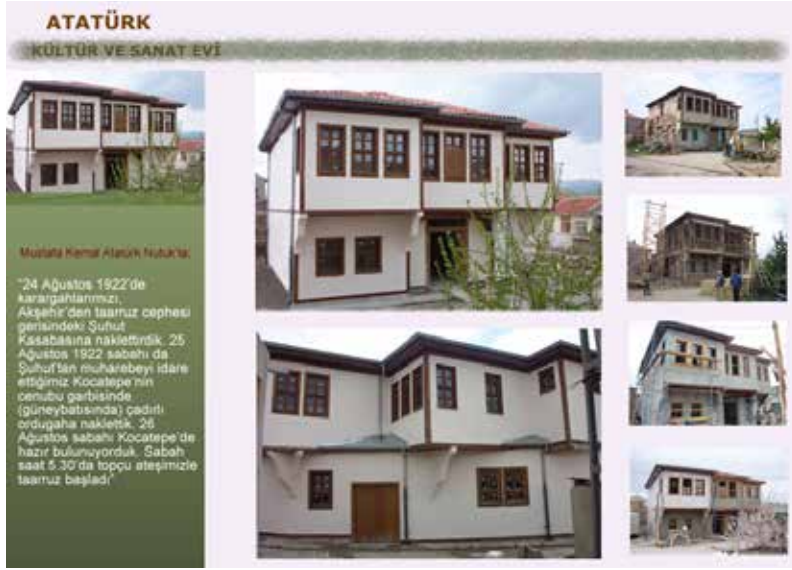 ATATÜRK
KÜLTÜR VE SANAT EVİ
Mustafa Kemal Atatürk Nutuk'ta;
"24 Ağustos 1922'de
karargahlarımızı,
Akşehir'den taarruz cephesi
gerisindeki Şuhut
Kasabasına naklettirdik. 25
Ağustos 1922 sabahı da
Şuhut'tan muharebeyi idare
ettiğimiz Kocatepe'nin
cenubu garbisinde
(güneybatısında) çadırlı
ordugaha naklettik. 26
Ağustos sabahı Kocatepe'de
hazır bulunuyorduk. Sabah
saat 5.30'da topçu ateşimizle
taarruz başladı"